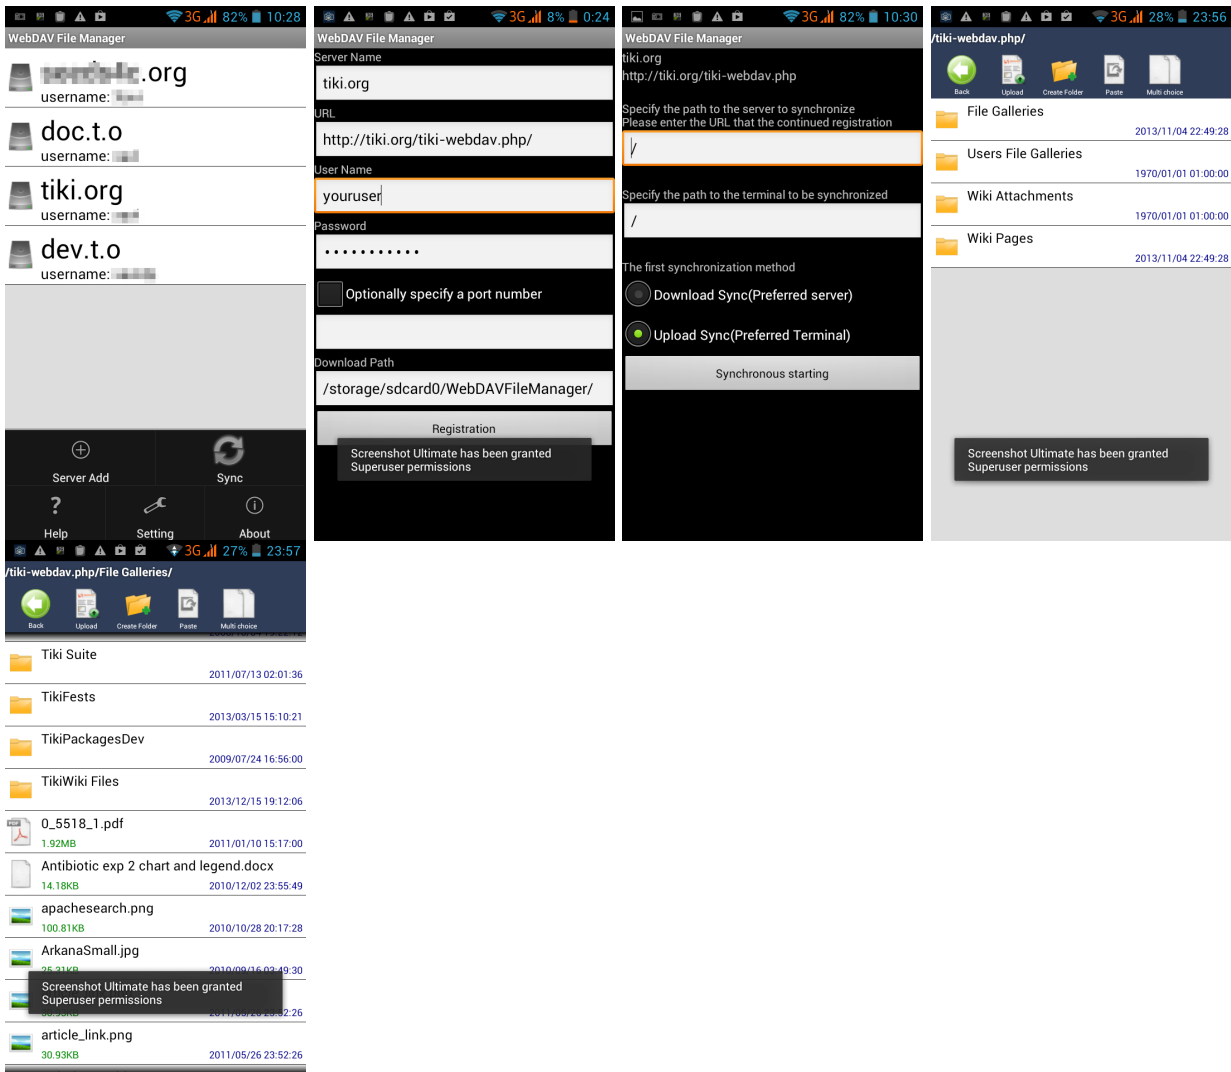 3G 82% 10:28
WebDAV File Manager
.org
username:
doc.t.o
username:
tiki.org
username:
dev.t.o
username:
Server Add
Sync
Help
Setting
About
3G 8% 0:24
WebDAV File Manager
Server Name
tiki.org
URL
http://tiki.org/tiki-webdav.php/
User Name
youruser
Password
Optionally specify a port number
Download Path
/storage/sdcard0/WebDAVFileManager/
Registration
Screenshot Ultimate has been granted
Superuser permissions
3G 82% 10:30
WebDAV File Manager
tiki.org
http://tiki.org/tiki-webdav.php
Specify the path to the server to synchronize
Please enter the URL that the continued registration
/
Specify the path to the terminal to be synchronized
/
The first synchronization method
Download Sync(Preferred server)
Upload Sync(Preferred Terminal)
Synchronous starting
3G 28% 23:56
/tiki-webdav.php/
Back Upload Create Folder Paste Multi choice
File Galleries
2013/11/04 22:49:28
Users File Galleries
1970/01/01 01:00:00
Wiki Attachments
1970/01/01 01:00:00
Wiki Pages
2013/11/04 22:49:28
Screenshot Ultimate has been granted
Superuser permissions
3G 27% 23:57
/tiki-webdav.php/File Galleries/
Back Upload Create Folder Paste Multi choice
Tiki Suite
2011/07/13 02:01:36
TikiFests
2013/03/15 15:10:21
TikiPackagesDev
2009/07/24 16:56:00
TikiWiki Files
2013/12/15 19:12:06
0_5518_1.pdf
1.92MB 2011/01/10 15:17:00
Antibiotic exp 2 chart and legend.docx
14.18KB 2010/12/02 23:55:49
apachesearch.png
100.81KB 2010/10/28 20:17:28
ArkanaSmall.jpg
25.31KB 2010/09/16 03:49:30
Screenshot Ultimate has been granted
Superuser permissions
2011/05/26 23:52:26
article_link.png
30.93KB 2011/05/26 23:52:26